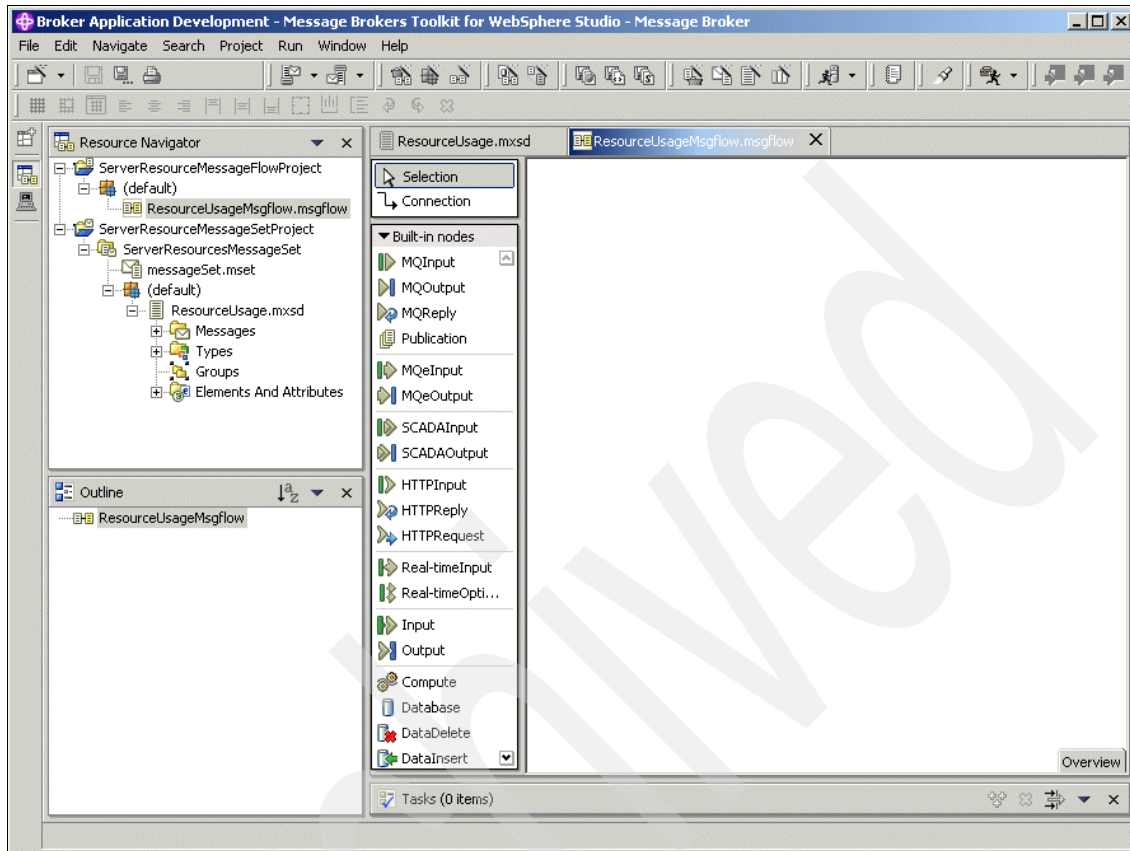 Broker Application Development - Message Brokers Toolkit for WebSphere Studio - Message Broker
File Edit Navigate Search Project Run Window Help
Resource Navigator
ServerResourceMessageFlowProject
(default)
ResourceUsageMsgflow.msgflow
ServerResourceMessageSetProject
ServerResourcesMessageSet
messageSet.mset
(default)
ResourceUsage.mxsd
Messages
Types
Groups
Elements And Attributes
Outline
ResourceUsageMsgflow
ResourceUsage.mxsd
ResourceUsageMsgflow.msgflow
Selection
Connection
Built-in nodes
MQInput
MQOutput
MQReply
Publication
MQeInput
MQeOutput
SCADAInput
SCADAOutput
HTTPInput
HTTPReply
HTTPRequest
Real-timeInput
Real-timeOpti...
Input
Output
Compute
Database
DataDelete
DataInsert
Overview
Tasks (0 items)